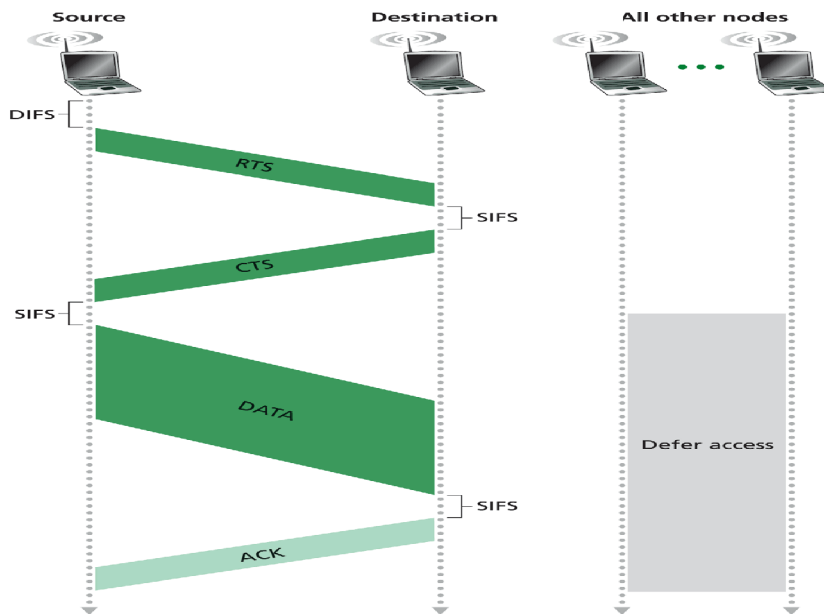 Source
Destination
All other nodes
DIFS
RTS
SIFS
CTS
SIFS
DATA
Defer access
SIFS
ACK